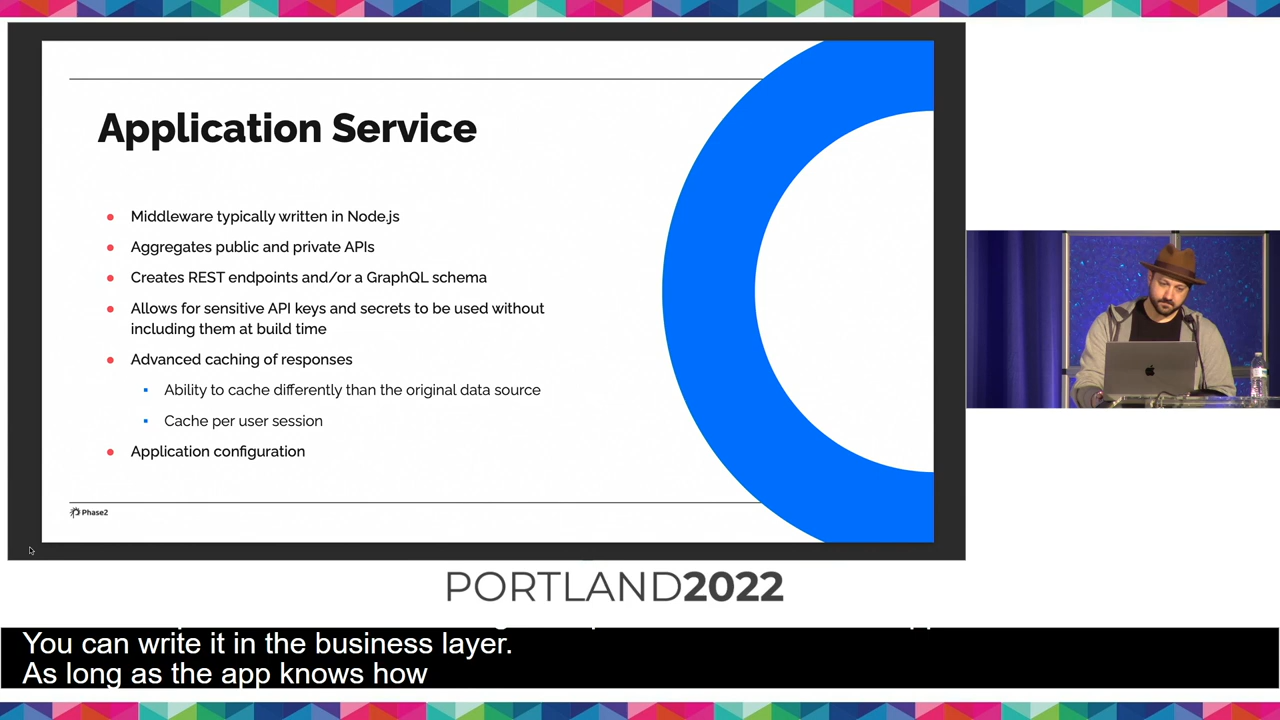 Application Service
Middleware typically written in Node.js
Aggregates public and private APIs
Creates REST endpoints and/or a GraphQL schema
Allows for sensitive API keys and secrets to be used without
including them at build time
Advanced caching of responses
Ability to cache differently than the original data source
Cache per user session
Application configuration
Phase2
PORTLAND2022
You can write it in the business layer.
As long as the app knows how